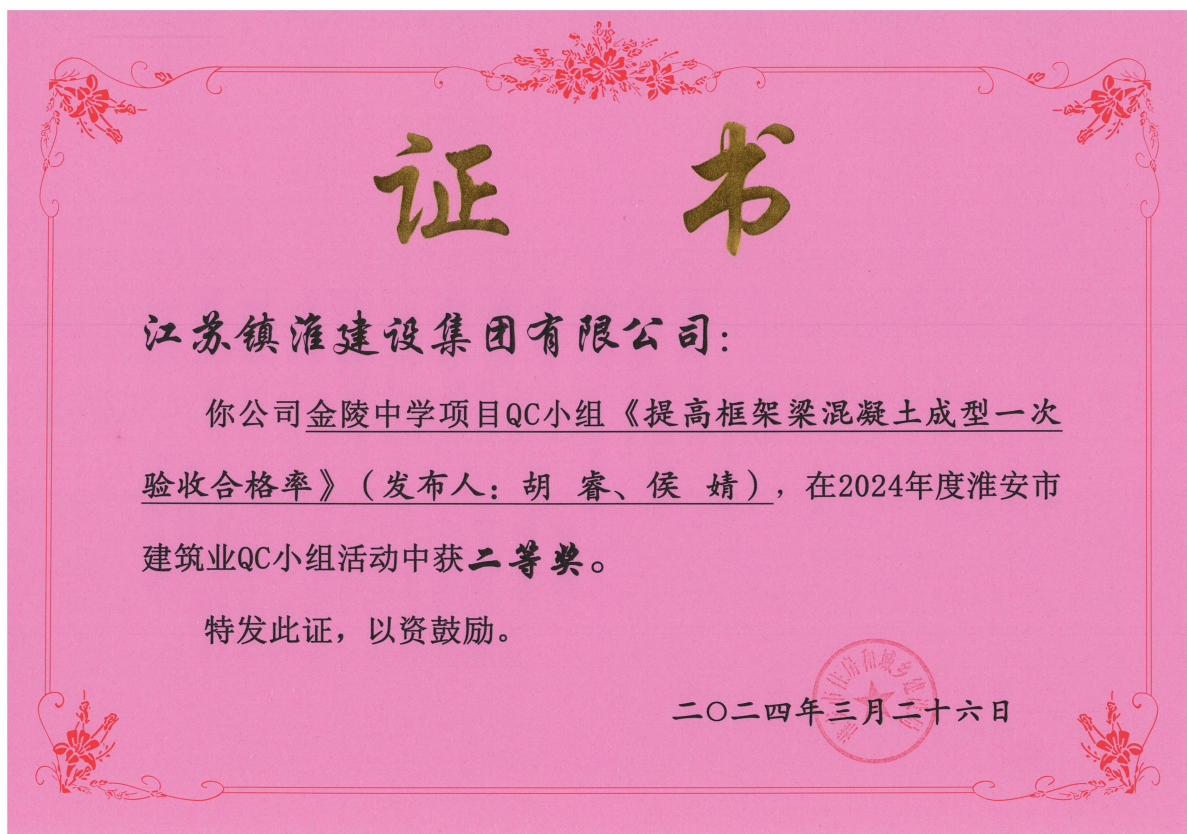 证 书
江苏镇淮建设集团有限公司：
你公司金陵中学项目QC小组《提高框架梁混凝土成型一次
验收合格率》（发布人：胡 睿、侯 婧），在2024年度淮安市
建筑业QC小组活动中获二等奖。
特发此证，以资鼓励。
二〇二四年三月二十六日